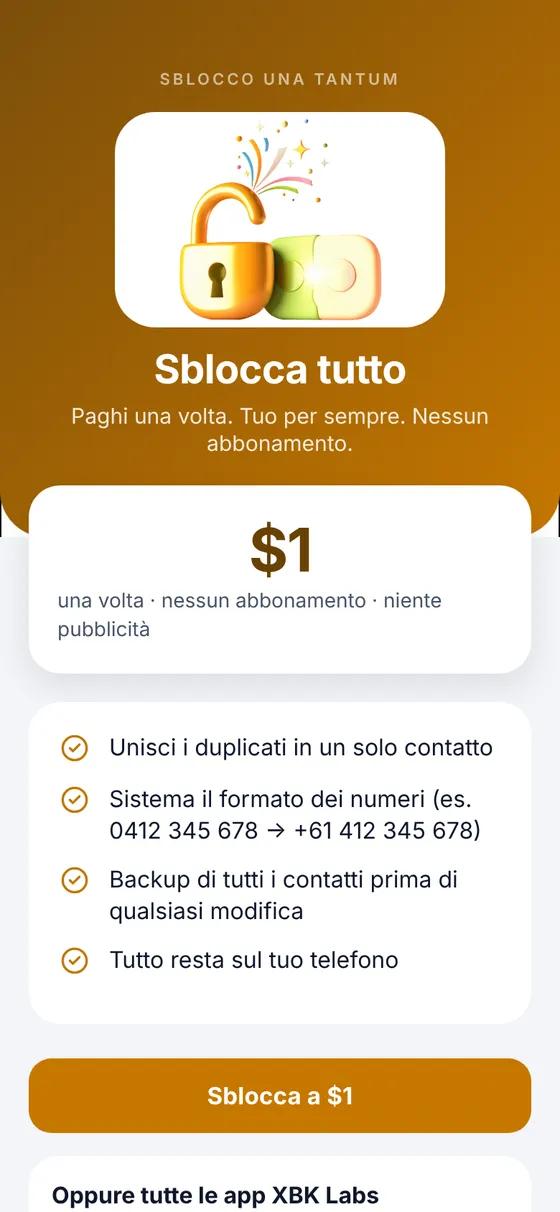 SBLOCCO UNA TANTUM
Sblocca tutto
Paghi una volta. Tuo per sempre. Nessun
abbonamento.
$1
una volta · nessun abbonamento · niente
pubblicità
Unisci i duplicati in un solo contatto
Sistema il formato dei numeri (es.
0412 345 678 → +61 412 345 678)
Backup di tutti i contatti prima di
qualsiasi modifica
Tutto resta sul tuo telefono
Sblocca a $1
Oppure tutte le app XBK Labs